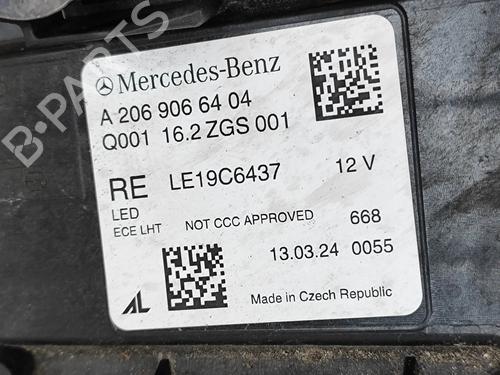 B-PARTS
Mercedes-Benz
A 206 906 64 04
Q001 16.2 ZGS 001
RE LE19C6437 12 V
LED
ECE LHT NOT CCC APPROVED 668
13.03.24 0055
AL Made in Czech Republic